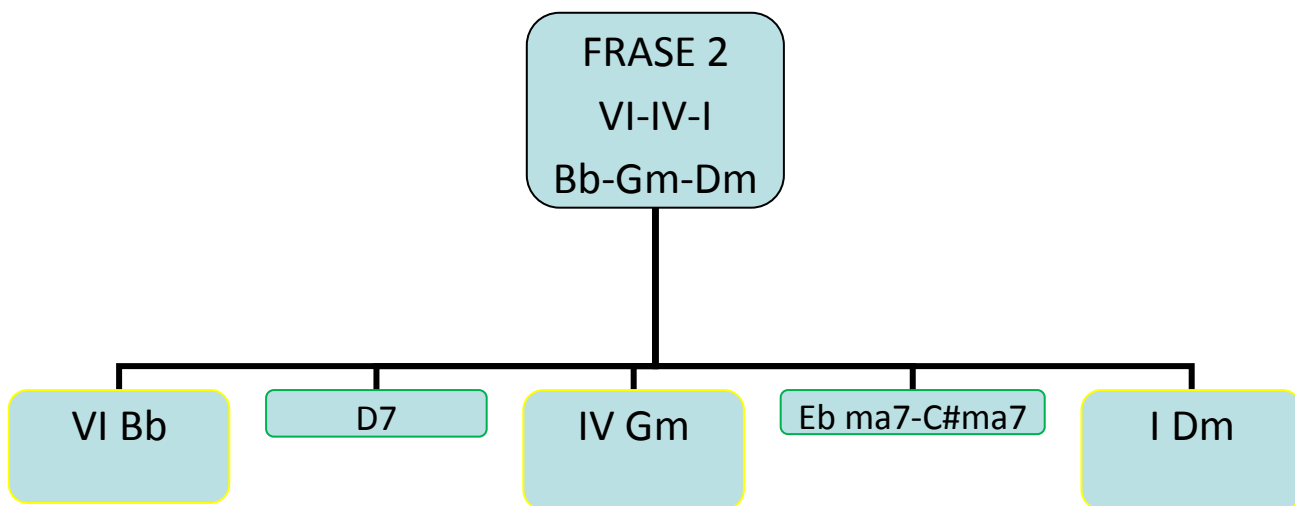 FRASE 2
VI-IV-I
Bb-Gm-Dm
VI Bb
D7
IV Gm
Eb ma7-C#ma7
I Dm